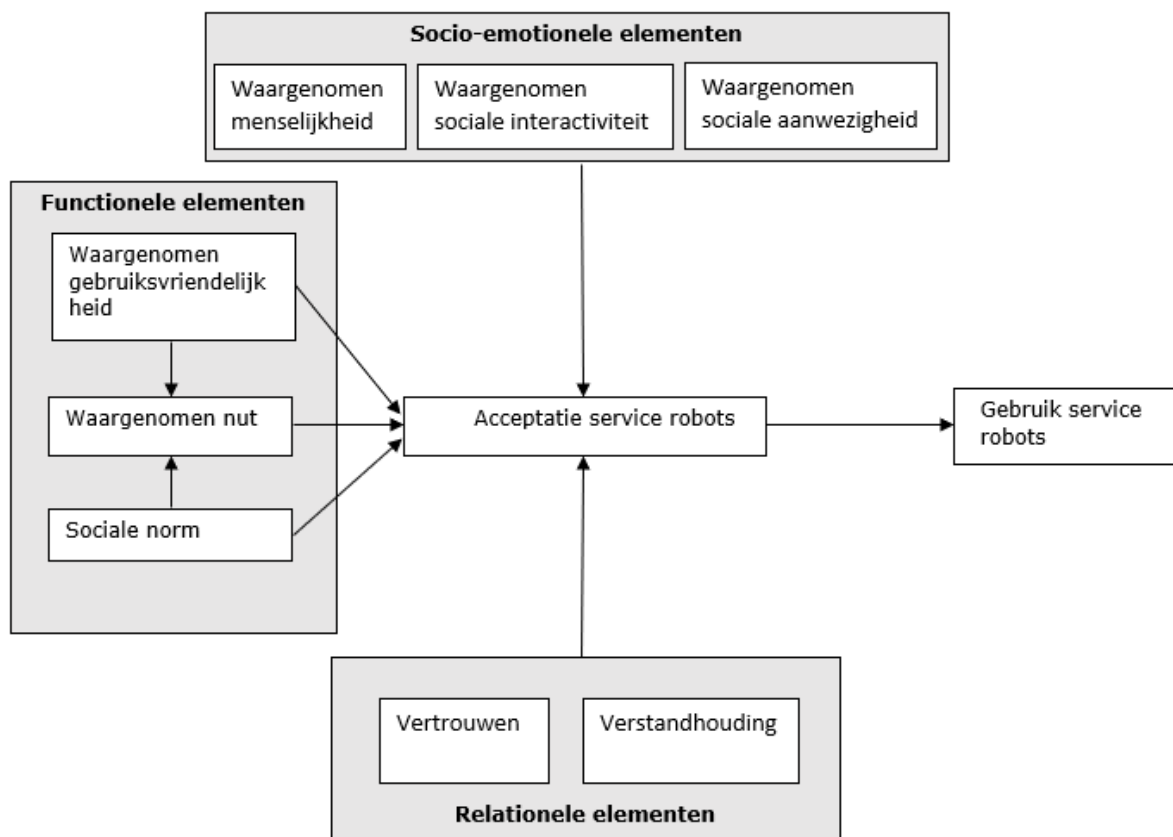 Socio-emotionele elementen
Waargenomen
menselijkheid
Waargenomen
sociale interactiviteit
Waargenomen
sociale aanwezigheid
Functionele elementen
Waargenomen
gebruiksvriendelijk
heid
Waargenomen nut
Sociale norm
Acceptatie service robots
Gebruik service
robots
Vertrouwen
Verstandhouding
Relationele elementen